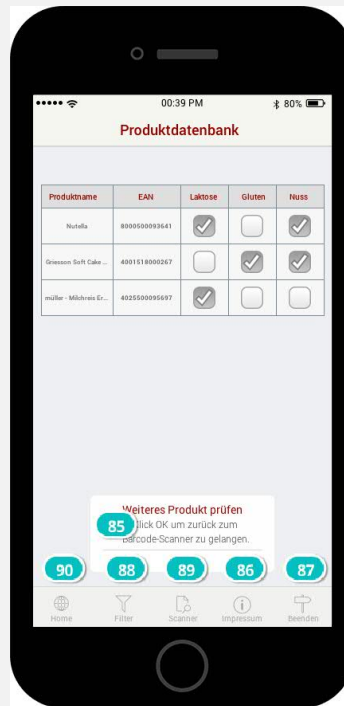 00:39 PM 80%
Produktdatenbank
Produktname EAN Laktose Gluten Nuss
Nutella 8000500093641
Griesson Soft Cake ... 4001518000267
müller - Milchreis Er... 4025500095697
Weiteres Produkt prüfen
85 Click OK um zurück zum
Barcode-Scanner zu gelangen.
90 88 89 86 87
Home Filter Scanner Impressum Beenden